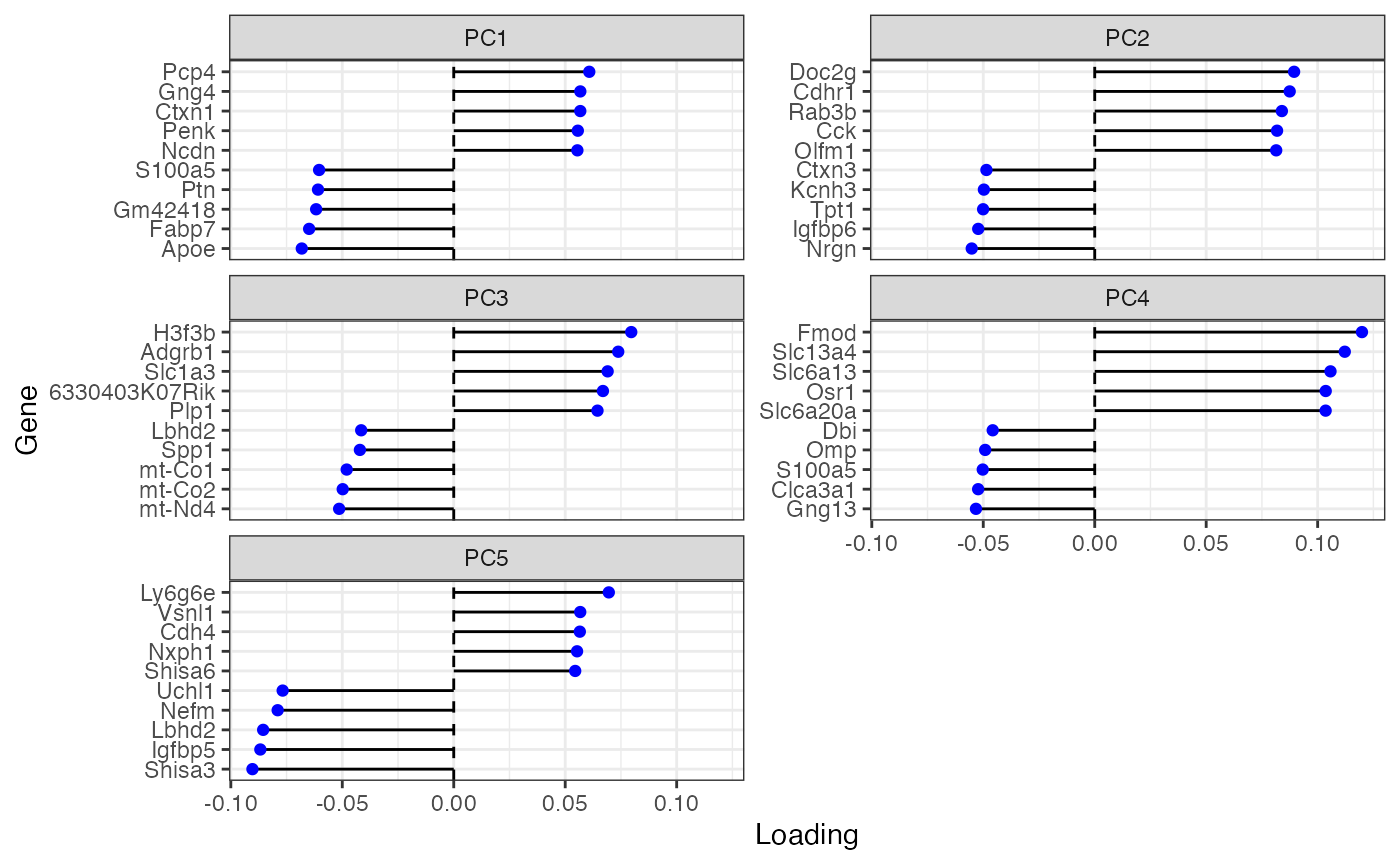 PC1
Pcp4
Gng4
Ctxn1
Penk
Ncdn
S100a5
Ptn
Gm42418
Fabp7
Apoe
PC2
Doc2g
Cdhr1
Rab3b
Cck
Olfm1
Ctxn3
Kcnh3
Tpt1
Igfbp6
Nrgn
PC3
H3f3b
Adgrb1
Slc1a3
6330403K07Rik
Plp1
Lbhd2
Spp1
mt-Co1
mt-Co2
mt-Nd4
PC4
Fmod
Slc13a4
Slc6a13
Osr1
Slc6a20a
Dbi
Omp
S100a5
Clca3a1
Gng13
-0.10 -0.05 0.00 0.05 0.10
PC5
Ly6g6e
Vsnl1
Cdh4
Nxph1
Shisa6
Uchl1
Nefm
Lbhd2
Igfbp5
Shisa3
-0.10 -0.05 0.00 0.05 0.10
Gene
Loading